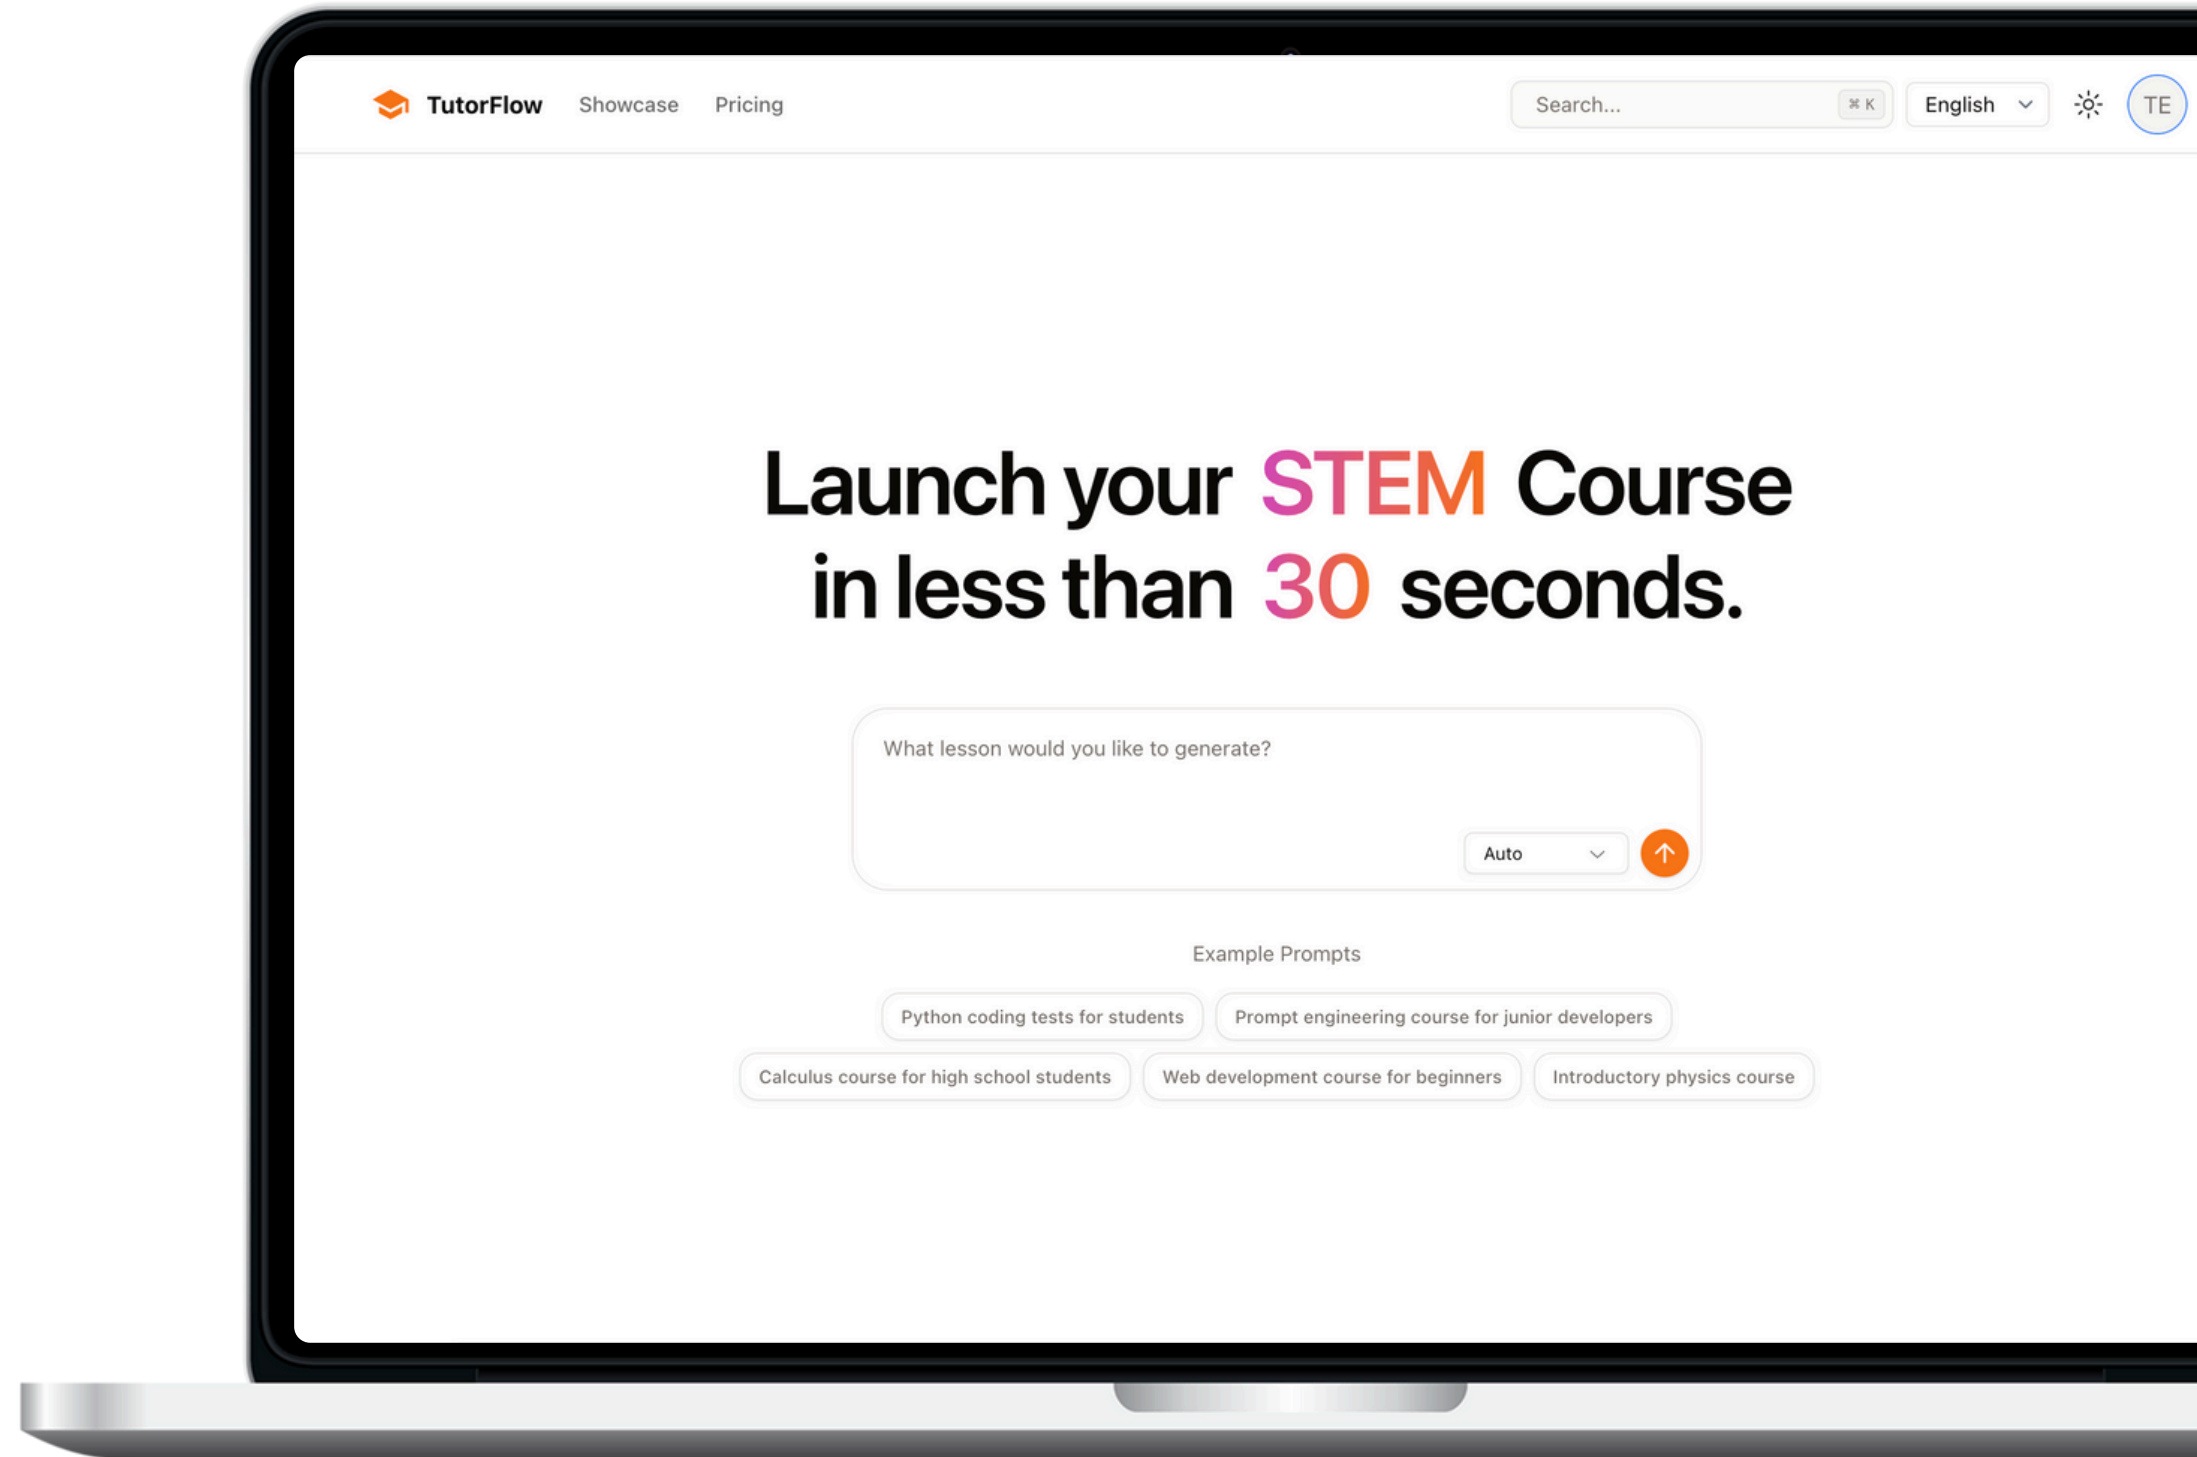 TutorFlow Showcase Pricing Search... ⌘ K English TE
Launch your STEM Course
in less than 30 seconds.
What lesson would you like to generate?
Auto
Example Prompts
Python coding tests for students Prompt engineering course for junior developers
Calculus course for high school students Web development course for beginners Introductory physics course